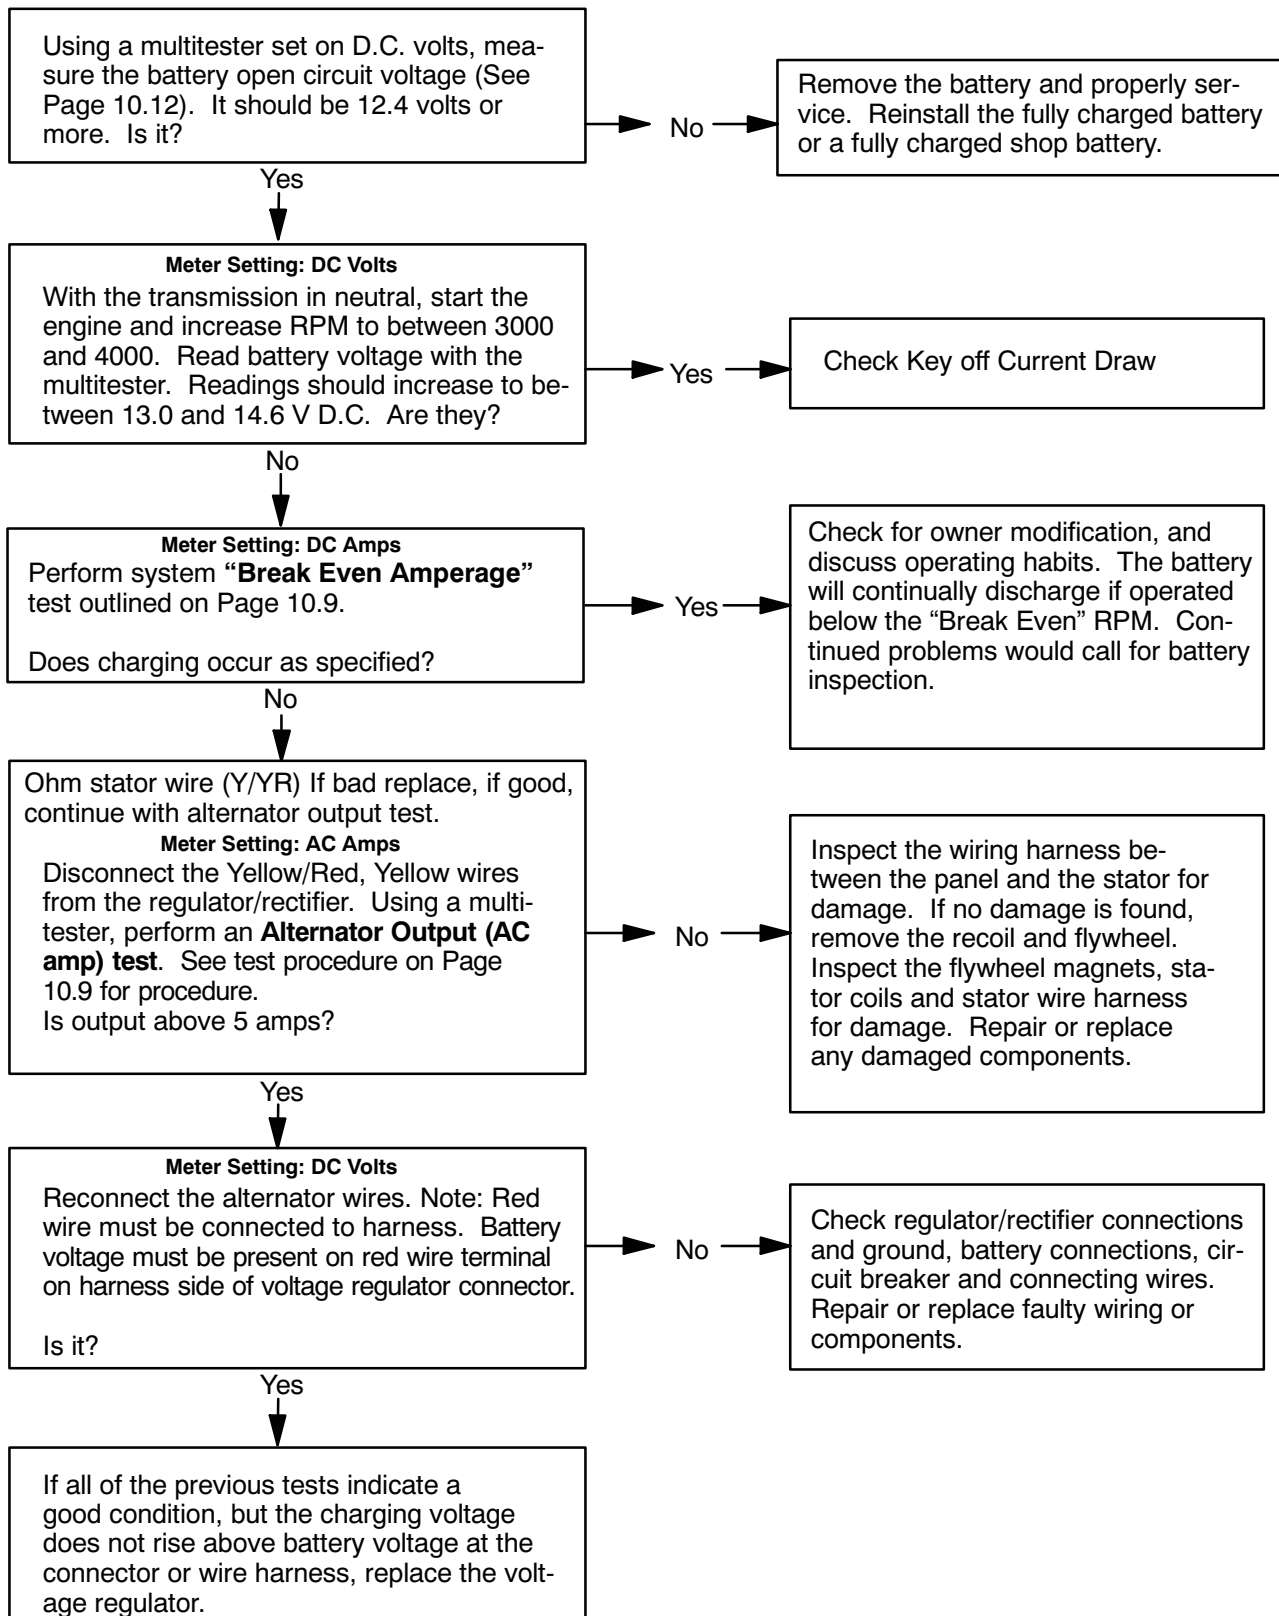 Using a multitester set on D.C. volts, mea-
sure the battery open circuit voltage (See
Page 10.12).  It should be 12.4 volts or
more.  Is it?
No
Remove the battery and properly ser-
vice.  Reinstall the fully charged battery
or a fully charged shop battery.
Yes
Meter Setting: DC Volts
With the transmission in neutral, start the
engine and increase RPM to between 3000
and 4000.  Read battery voltage with the
multitester.  Readings should increase to be-
tween 13.0 and 14.6 V D.C.  Are they?
Yes
Check Key off Current Draw
No
Meter Setting: DC Amps
Perform system “Break Even Amperage”
test outlined on Page 10.9.
Does charging occur as specified?
Yes
Check for owner modification, and
discuss operating habits.  The battery
will continually discharge if operated
below the “Break Even” RPM.  Con-
tinued problems would call for battery
inspection.
No
Ohm stator wire (Y/YR) If bad replace, if good,
continue with alternator output test.
Meter Setting: AC Amps
Disconnect the Yellow/Red, Yellow wires
from the regulator/rectifier.  Using a multi-
tester, perform an Alternator Output (AC
amp) test.  See test procedure on Page
10.9 for procedure.
Is output above 5 amps?
No
Inspect the wiring harness be-
tween the panel and the stator for
damage.  If no damage is found,
remove the recoil and flywheel.
Inspect the flywheel magnets, sta-
tor coils and stator wire harness
for damage.  Repair or replace
any damaged components.
Yes
Meter Setting: DC Volts
Reconnect the alternator wires. Note: Red
wire must be connected to harness.  Battery
voltage must be present on red wire terminal
on harness side of voltage regulator connector.
Is it?
No
Check regulator/rectifier connections
and ground, battery connections, cir-
cuit breaker and connecting wires.
Repair or replace faulty wiring or
components.
Yes
If all of the previous tests indicate a
good condition, but the charging voltage
does not rise above battery voltage at the
connector or wire harness, replace the volt-
age regulator.